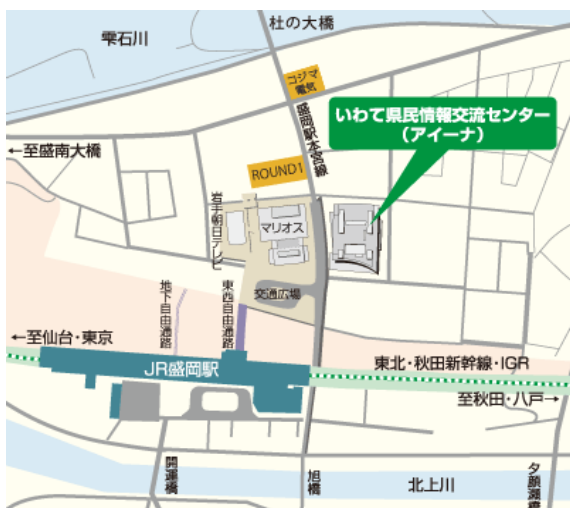 杜の大橋
雫石川
コジマ
電気
いわて県民情報交流センター
(アイーナ)
盛岡駅本宮線
←至盛南大橋
ROUND1
岩手朝日テレビ
マリオス
交通広場
地下自由通路
東西自由通路
←至仙台・東京
JR盛岡駅
東北・秋田新幹線・IGR
至秋田・八戸→
開運橋
旭橋
北上川
夕顔瀬橋